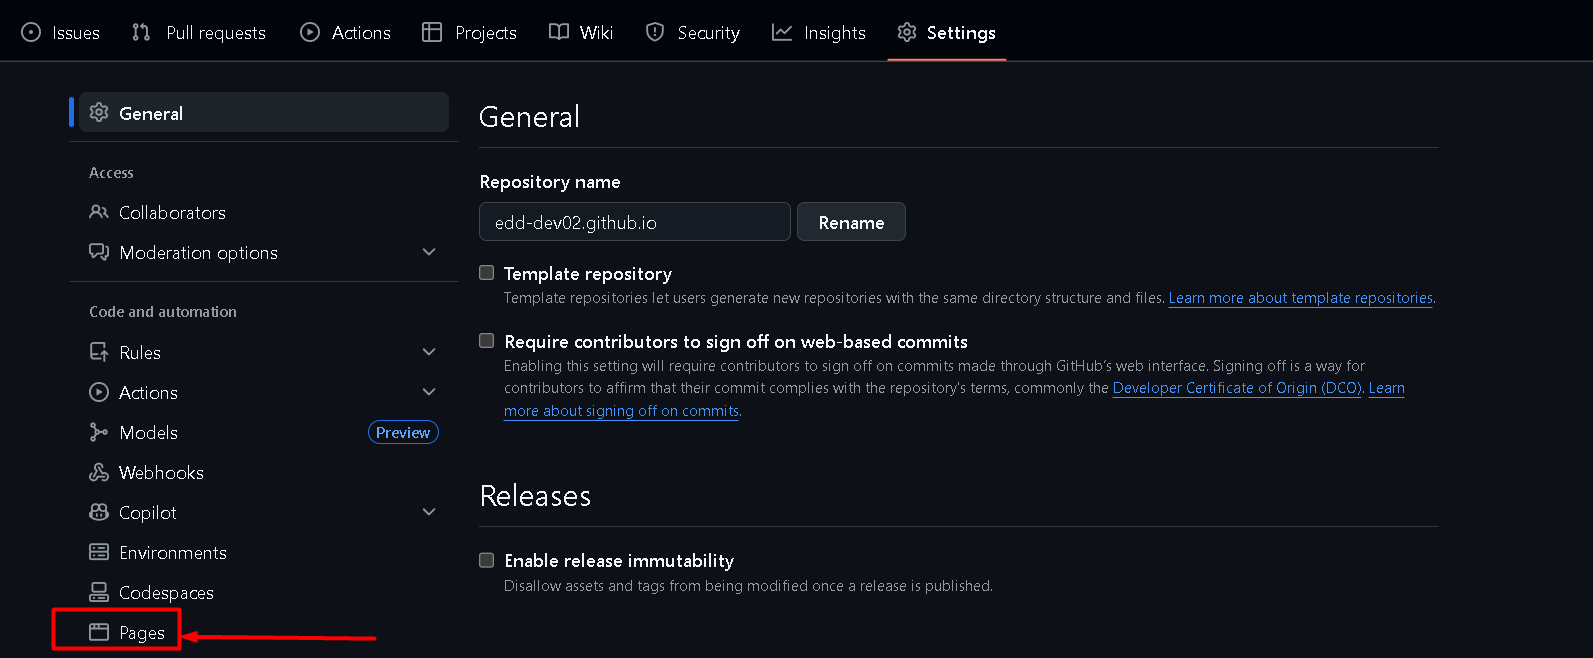 Issues Pull requests Actions Projects Wiki Security Insights Settings
General
Access
Collaborators
Moderation options
Code and automation
Rules
Actions
Models Preview
Webhooks
Copilot
Environments
Codespaces
Pages
General
Repository name
edd-dev02.github.io Rename
Template repository
Template repositories let users generate new repositories with the same directory structure and files. Learn more about template repositories.
Require contributors to sign off on web-based commits
Enabling this setting will require contributors to sign off on commits made through GitHub's web interface. Signing off is a way for
contributors to affirm that their commit complies with the repository's terms, commonly the Developer Certificate of Origin (DCO). Learn
more about signing off on commits.
Releases
Enable release immutability
Disallow assets and tags from being modified once a release is published.